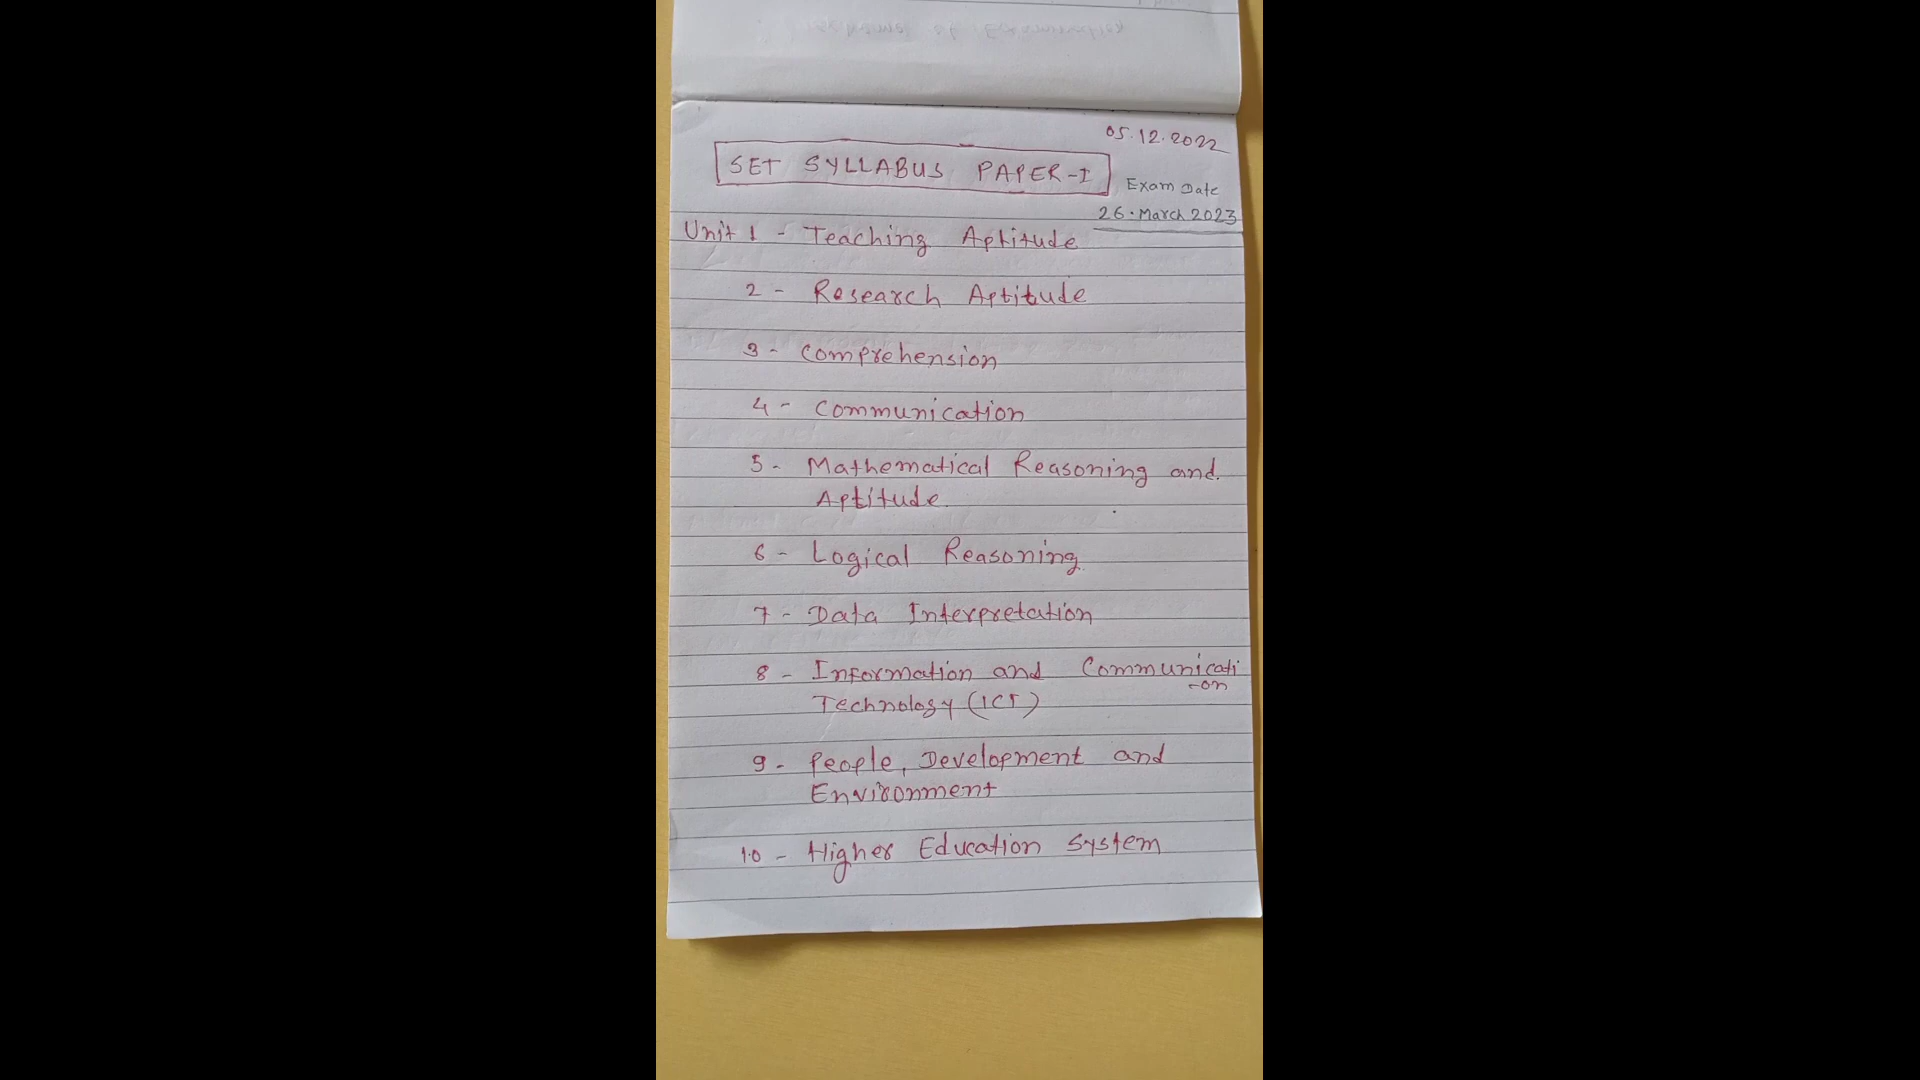 05.12.2022
SET SYLLABUS PAPER-I
Exam Date
26.March 2023
Unit 1 - Teaching Aptitude
2 - Research Aptitude
3 - Comprehension
4 - Communication
5 - Mathematical Reasoning and
Aptitude.
6 - Logical Reasoning
7 - Data Interpretation
8 - Information and Communicati
-on
Technology (ICT)
9 - People, Development and
Environment
10 - Higher Education System